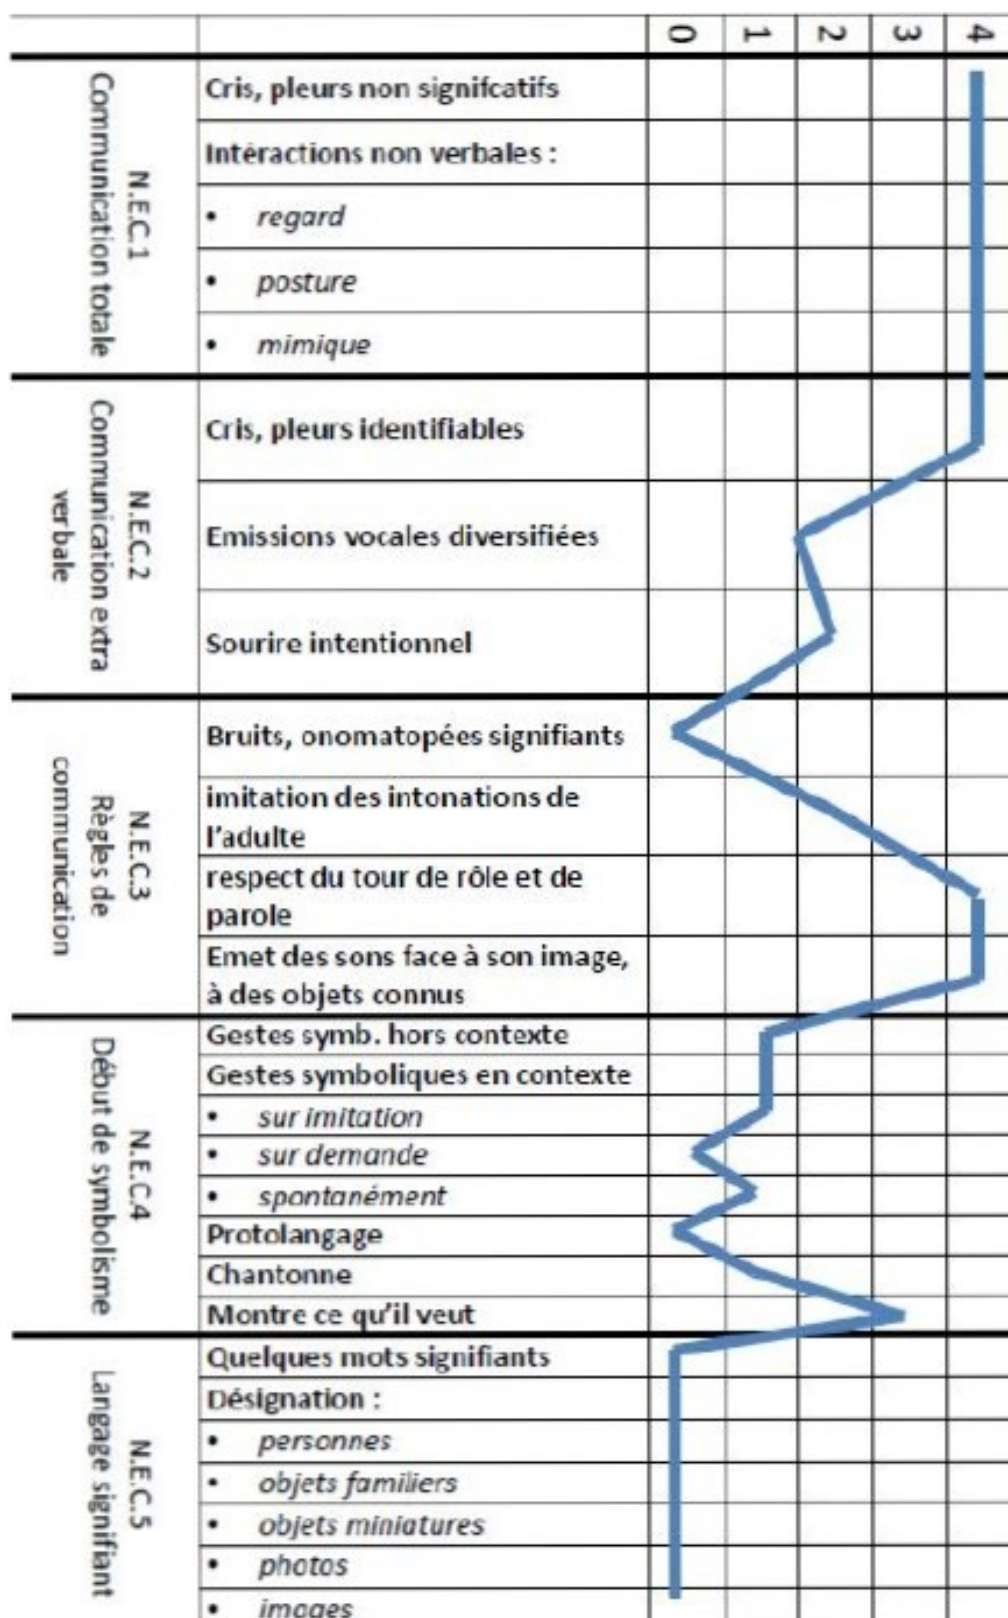 0 1 2 3 4
N.E.C.1
Communication totale
Cris, pleurs non signifcatifs
Intéractions non verbales :
• regard
• posture
• mimique
N.E.C.2
Communication extra
verbale
Cris, pleurs identifiables
Emissions vocales diversifiées
Sourire intentionnel
N.E.C.3
Règles de
communication
Bruits, onomatopées signifiants
imitation des intonations de
l'adulte
respect du tour de rôle et de
parole
Emet des sons face à son image,
à des objets connus
N.E.C.4
Début de symbolisme
Gestes symb. hors contexte
Gestes symboliques en contexte
• sur imitation
• sur demande
• spontanément
Protolangage
Chantonne
Montre ce qu'il veut
N.E.C.5
Langage signifiant
Quelques mots signifiants
Désignation :
• personnes
• objets familiers
• objets miniatures
• photos
• images